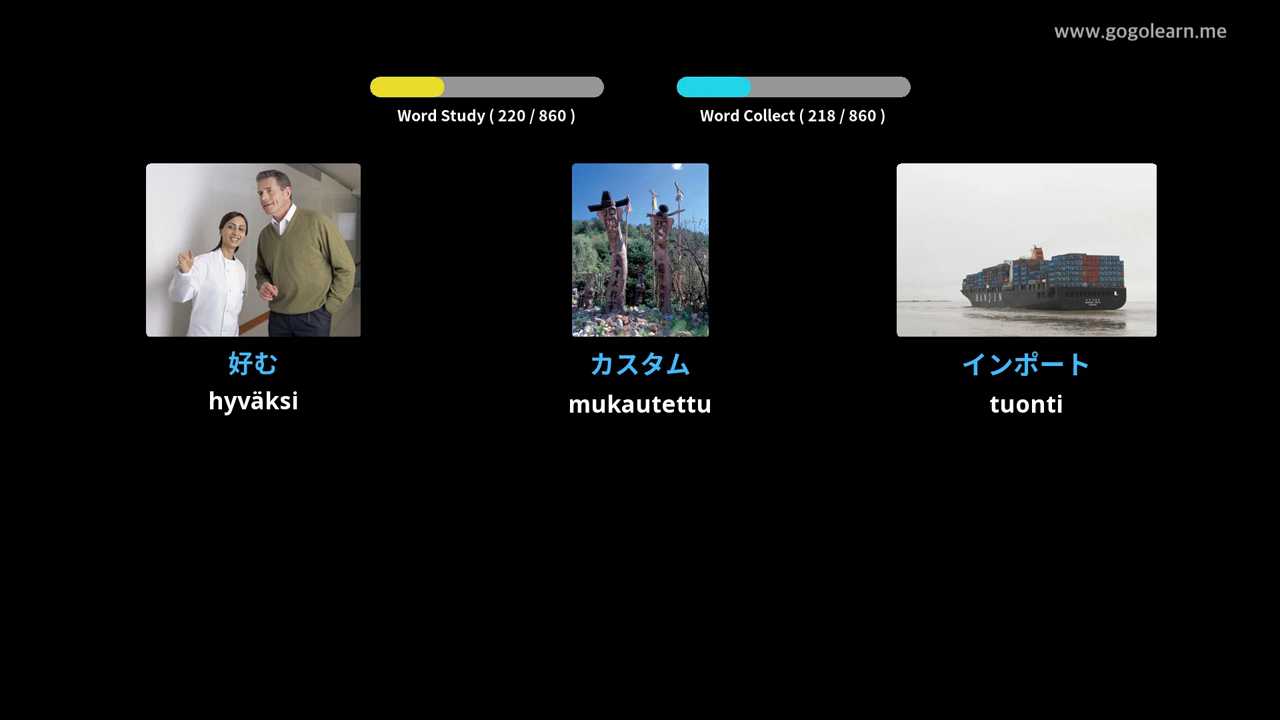 www.gogolearn.me
Word Study ( 220 / 860 )
Word Collect ( 218 / 860 )
HANJIN
好む
カスタム
インポート
hyväksi
mukautettu
tuonti